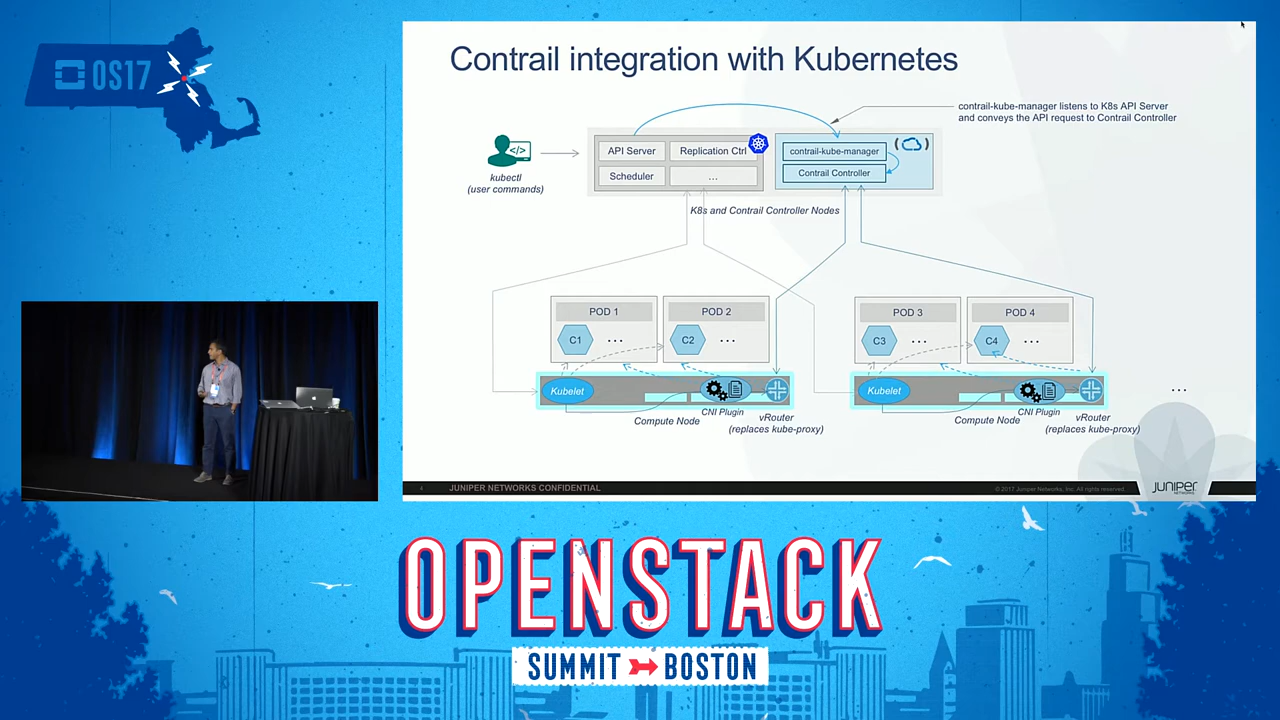 OS17
Contrail integration with Kubernetes
contrail-kube-manager listens to K8s API Server
and conveys the API request to Contrail Controller
</>
kubectl
(user commands)
API Server
Replication Ctrl
Scheduler
...
contrail-kube-manager
Contrail Controller
K8s and Contrail Controller Nodes
POD 1
POD 2
POD 3
POD 4
C1
...
C2
...
C3
...
C4
...
Kubelet
Kubelet
...
CNI Plugin
CNI Plugin
Compute Node
vRouter
(replaces kube-proxy)
Compute Node
vRouter
(replaces kube-proxy)
4
JUNIPER NETWORKS CONFIDENTIAL
© 2017 Juniper Networks, Inc. All rights reserved.
JUNIPER
NETWORKS
OPENSTACK
SUMMIT BOSTON